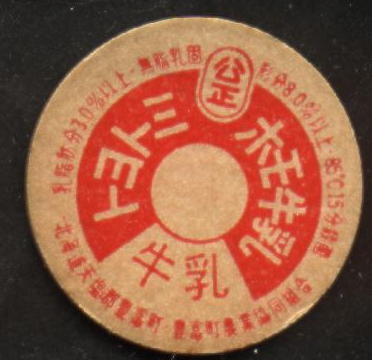 公正
トヨトミ
ホモ牛乳
牛乳
乳脂肪分3.0%以上・無脂乳固形分8.0%以上・85℃15分殺菌
北海道天塩郡豊富町・豊富町農業協同組合